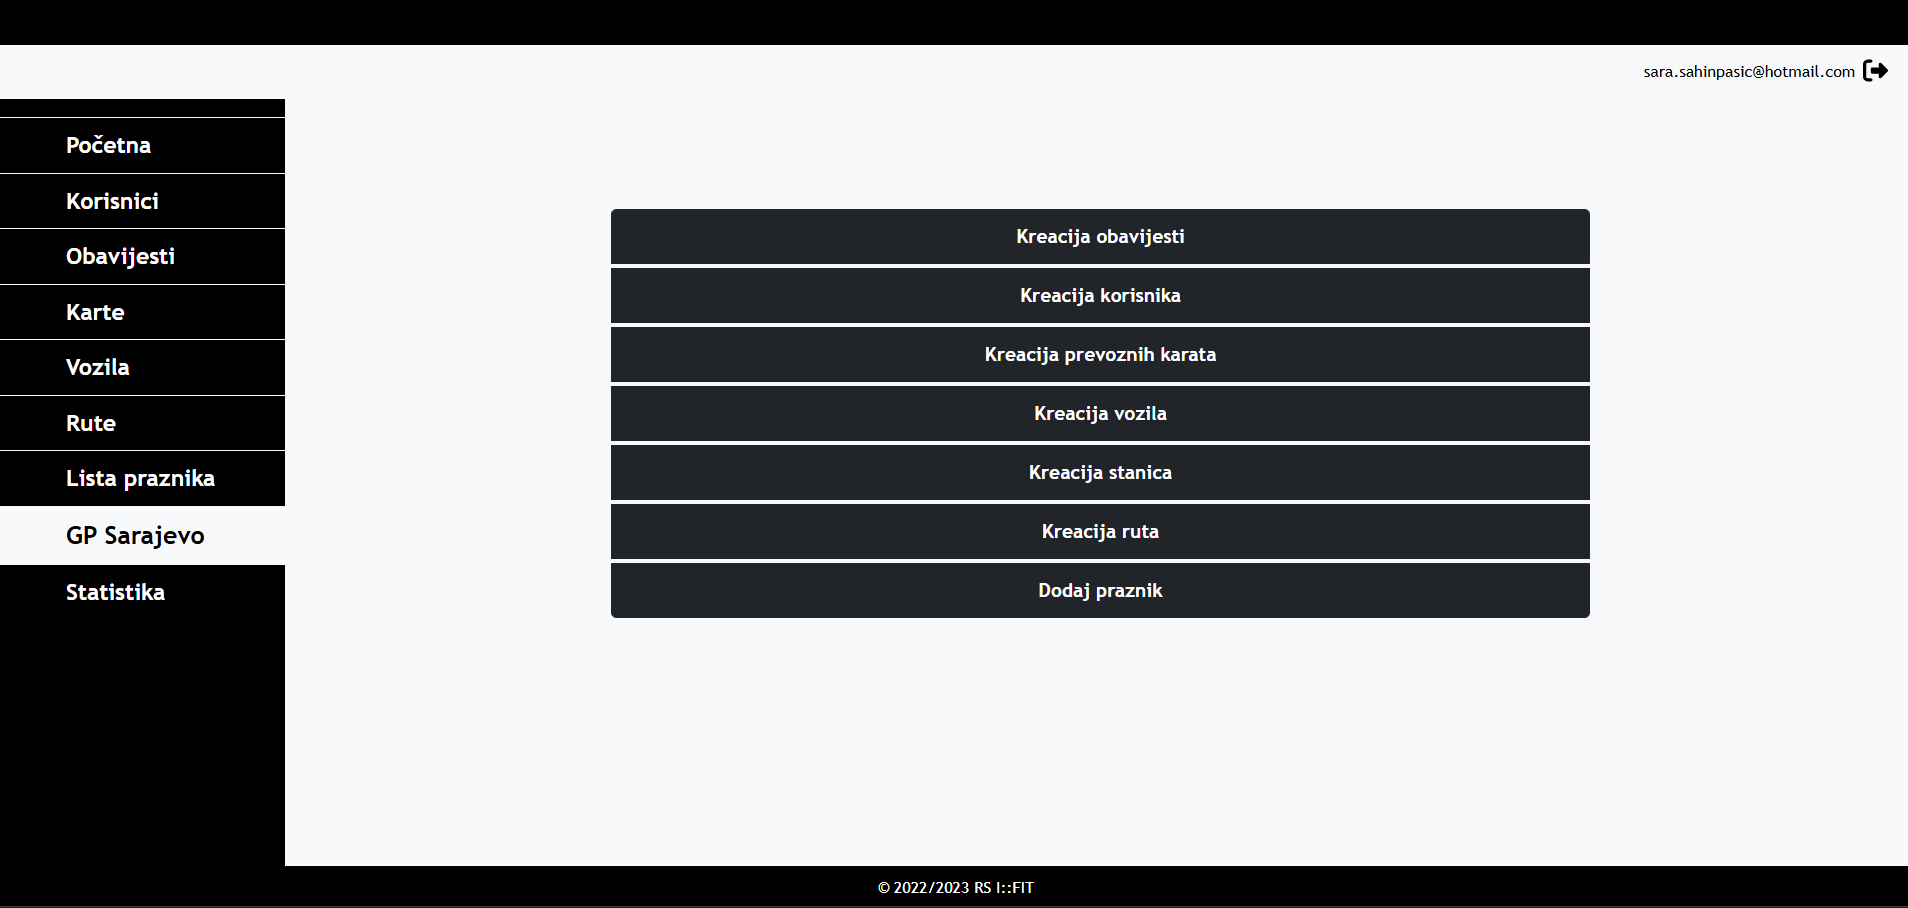 sara.sahinpasic@hotmail.com
Početna
Korisnici
Obavijesti
Karte
Vozila
Rute
Lista praznika
GP Sarajevo
Statistika
Kreacija obavijesti
Kreacija korisnika
Kreacija prevoznih karata
Kreacija vozila
Kreacija stanica
Kreacija ruta
Dodaj praznik
© 2022/2023 RS I::FIT